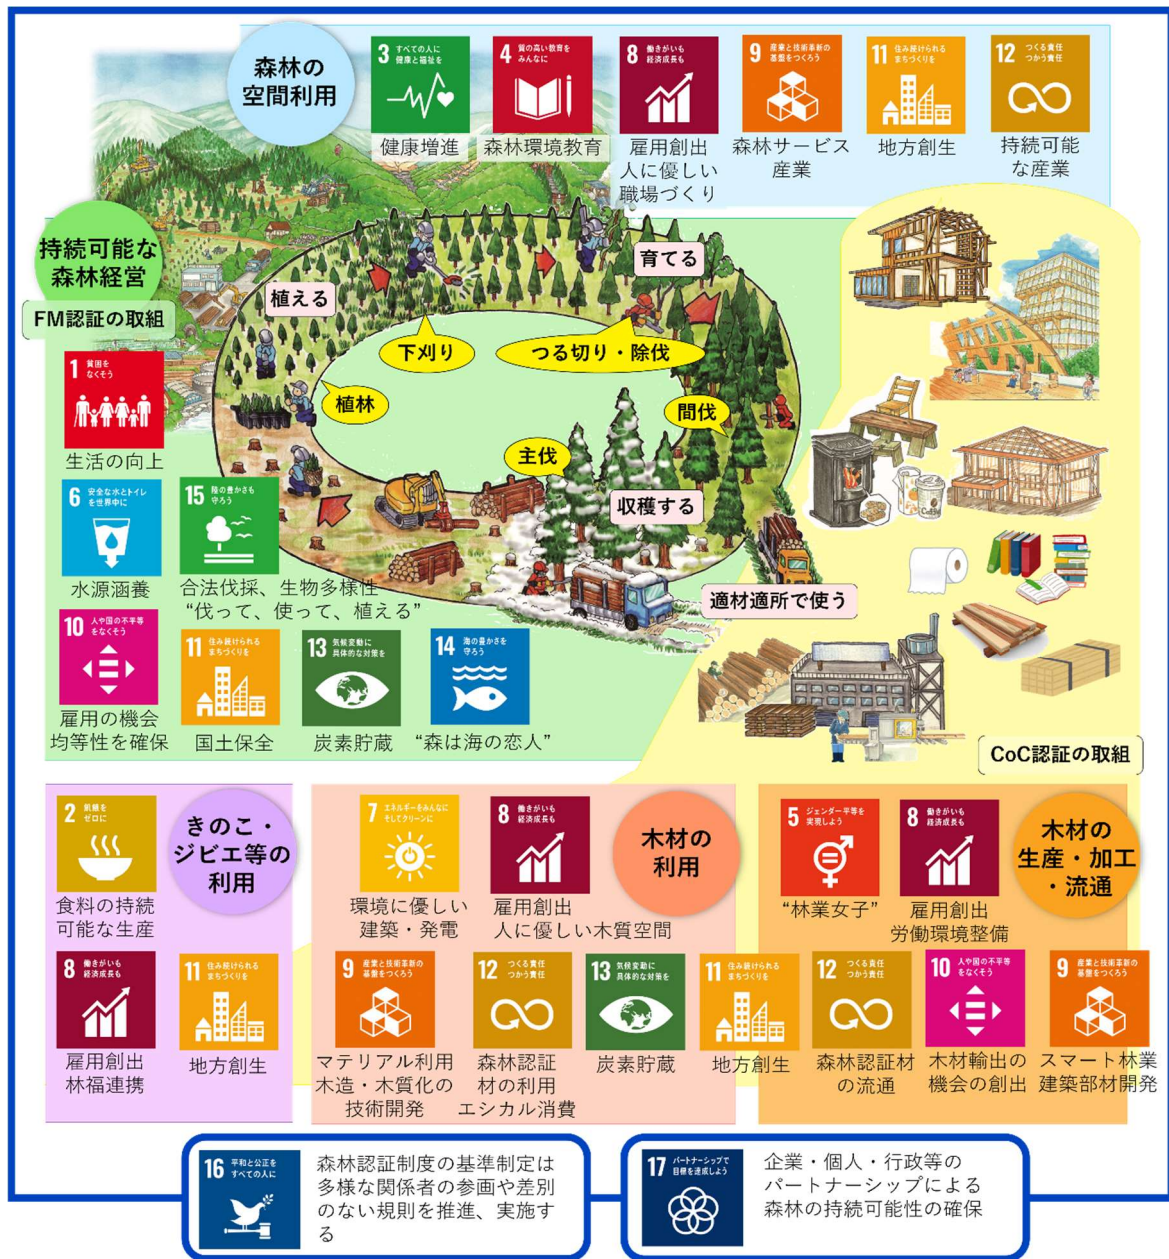 森林の
空間利用
3 すべての人に
健康と福祉を
健康増進
4 質の高い教育を
みんなに
森林環境教育
8 働きがいも
経済成長も
雇用創出
人に優しい
職場づくり
9 産業と技術革新の
基盤をつくろう
森林サービス
産業
11 住み続けられる
まちづくりを
地方創生
12 つくる責任
つかう責任
持続可能
な産業
持続可能な
森林経営
FM認証の取組
植える
育てる
下刈り
つる切り・除伐
植林
間伐
主伐
収穫する
適材適所で使う
1 貧困を
なくそう
生活の向上
6 安全な水とトイレ
を世界中に
水源涵養
15 陸の豊かさも
守ろう
合法伐採、生物多様性
“伐って、使って、植える”
10 人や国の不平等
をなくそう
雇用の機会
均等性を確保
11 住み続けられる
まちづくりを
国土保全
13 気候変動に
具体的な対策を
炭素貯蔵
14 海の豊かさを
守ろう
“森は海の恋人”
CoC認証の取組
きのこ・
ジビエ等の
利用
2 飢餓を
ゼロに
食料の持続
可能な生産
8 働きがいも
経済成長も
雇用創出
林福連携
11 住み続けられる
まちづくりを
地方創生
木材の
利用
7 エネルギーをみんなに
そしてクリーンに
環境に優しい
建築・発電
8 働きがいも
経済成長も
雇用創出
人に優しい木質空間
9 産業と技術革新の
基盤をつくろう
マテリアル利用
木造・木質化の
技術開発
12 つくる責任
つかう責任
森林認証
材の利用
エシカル消費
13 気候変動に
具体的な対策を
炭素貯蔵
11 住み続けられる
まちづくりを
地方創生
木材の
生産・加工
・流通
5 ジェンダー平等を
実現しよう
“林業女子”
8 働きがいも
経済成長も
雇用創出
労働環境整備
12 つくる責任
つかう責任
森林認証材
の流通
10 人や国の不平等
をなくそう
木材輸出の
機会の創出
9 産業と技術革新の
基盤をつくろう
スマート林業
建築部材開発
16 平和と公正を
すべての人に
森林認証制度の基準制定は
多様な関係者の参画や差別
のない規則を推進、実施す
る
17 パートナーシップで
目標を達成しよう
企業・個人・行政等の
パートナーシップによる
森林の持続可能性の確保